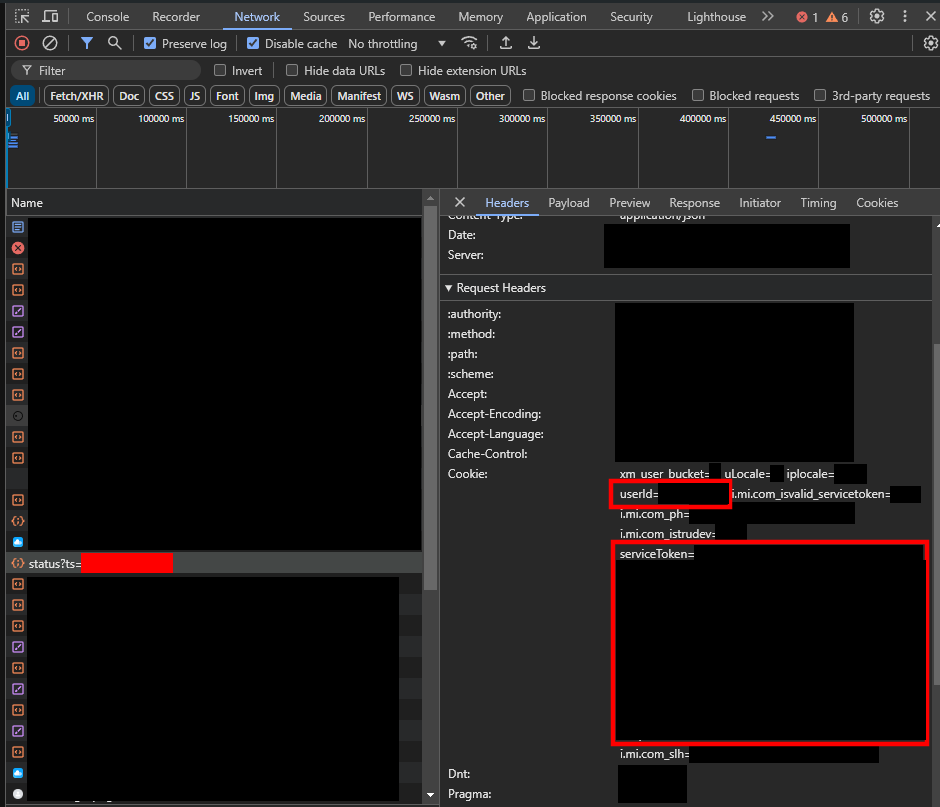 Console Recorder Network Sources Performance Memory Application Security Lighthouse 1 6
Preserve log Disable cache No throttling
Filter Invert Hide data URLs Hide extension URLs
All Fetch/XHR Doc CSS JS Font Img Media Manifest WS Wasm Other Blocked response cookies Blocked requests 3rd-party requests
50000 ms 100000 ms 150000 ms 200000 ms 250000 ms 300000 ms 350000 ms 400000 ms 450000 ms 500000 ms
Name
status?ts=
Headers Payload Preview Response Initiator Timing Cookies
Content-Type: application/json
Date:
Server:
Request Headers
:authority:
:method:
:path:
:scheme:
Accept:
Accept-Encoding:
Accept-Language:
Cache-Control:
Cookie: xm_user_bucket= uLocale= iplocale=
userId= i.mi.com_isvalid_servicetoken=
i.mi.com_ph=
i.mi.com_istrudev=
serviceToken=
i.mi.com_slh=
Dnt:
Pragma: